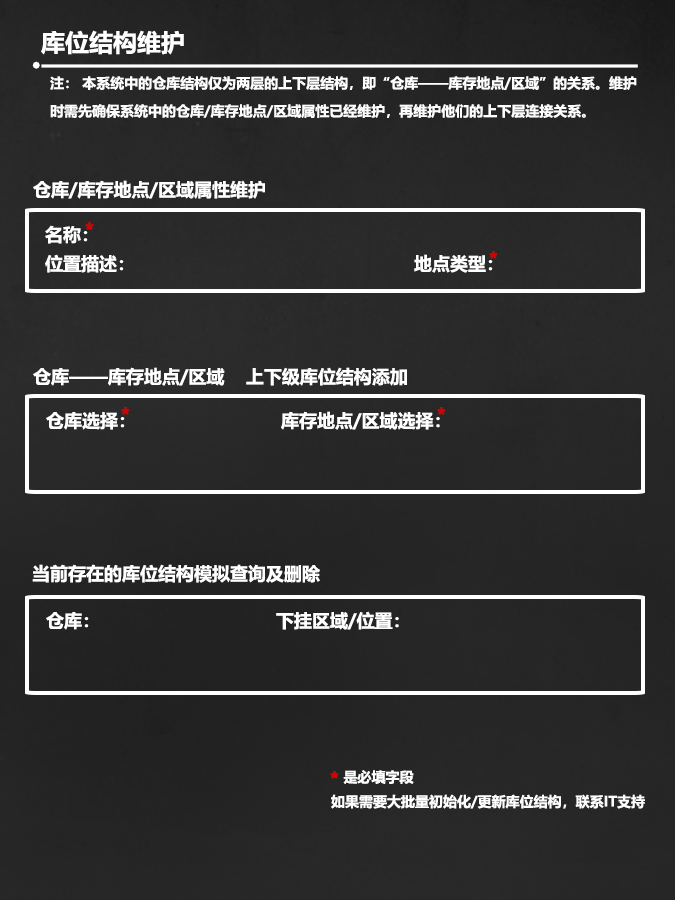 库位结构维护
注： 本系统中的仓库结构仅为两层的上下层结构，即“仓库——库存地点/区域”的关系。维护
时需先确保系统中的仓库/库存地点/区域属性已经维护，再维护他们的上下层连接关系。
仓库/库存地点/区域属性维护
名称：*
位置描述： 地点类型：*
仓库——库存地点/区域 上下级库位结构添加
仓库选择：* 库存地点/区域选择：*
当前存在的库位结构模拟查询及删除
仓库： 下挂区域/位置：
* 是必填字段
如果需要大批量初始化/更新库位结构，联系IT支持